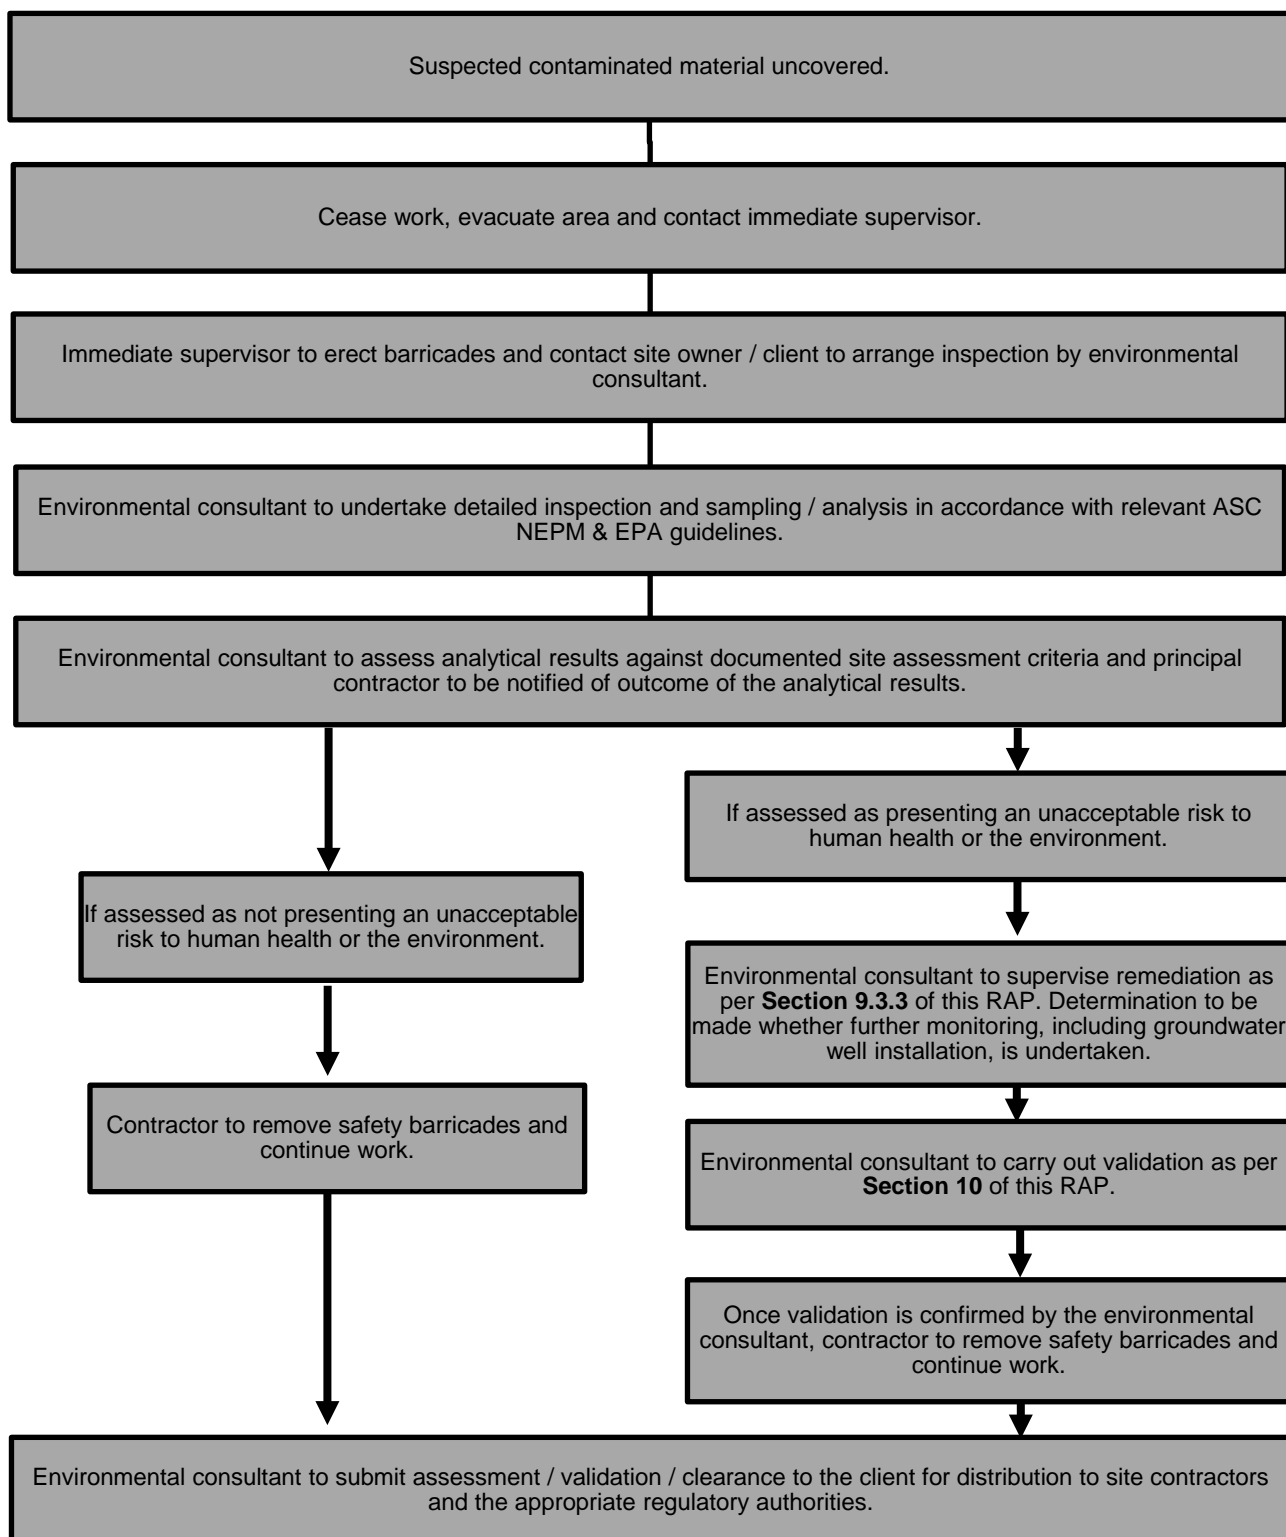 Suspected contaminated material uncovered.
Cease work, evacuate area and contact immediate supervisor.
Immediate supervisor to erect barricades and contact site owner / client to arrange inspection by environmental
consultant.
Environmental consultant to undertake detailed inspection and sampling / analysis in accordance with relevant ASC
NEPM & EPA guidelines.
Environmental consultant to assess analytical results against documented site assessment criteria and principal
contractor to be notified of outcome of the analytical results.
If assessed as not presenting an unacceptable
risk to human health or the environment.
Contractor to remove safety barricades and
continue work.
If assessed as presenting an unacceptable risk to
human health or the environment.
Environmental consultant to supervise remediation as
per Section 9.3.3 of this RAP. Determination to be
made whether further monitoring, including groundwater
well installation, is undertaken.
Environmental consultant to carry out validation as per
Section 10 of this RAP.
Once validation is confirmed by the environmental
consultant, contractor to remove safety barricades and
continue work.
Environmental consultant to submit assessment / validation / clearance to the client for distribution to site contractors
and the appropriate regulatory authorities.